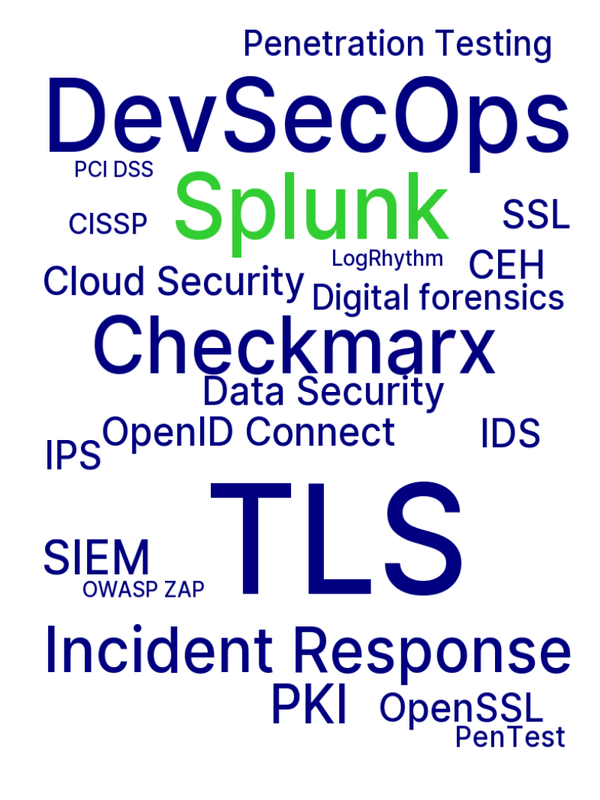 Penetration Testing
DevSecOps
PCI DSS
Splunk
CISSP
SSL
LogRhythm
CEH
Cloud Security
Digital forensics
Checkmarx
Data Security
OpenID Connect
IDS
IPS
TLS
SIEM
OWASP ZAP
Incident Response
PKI
OpenSSL
PenTest